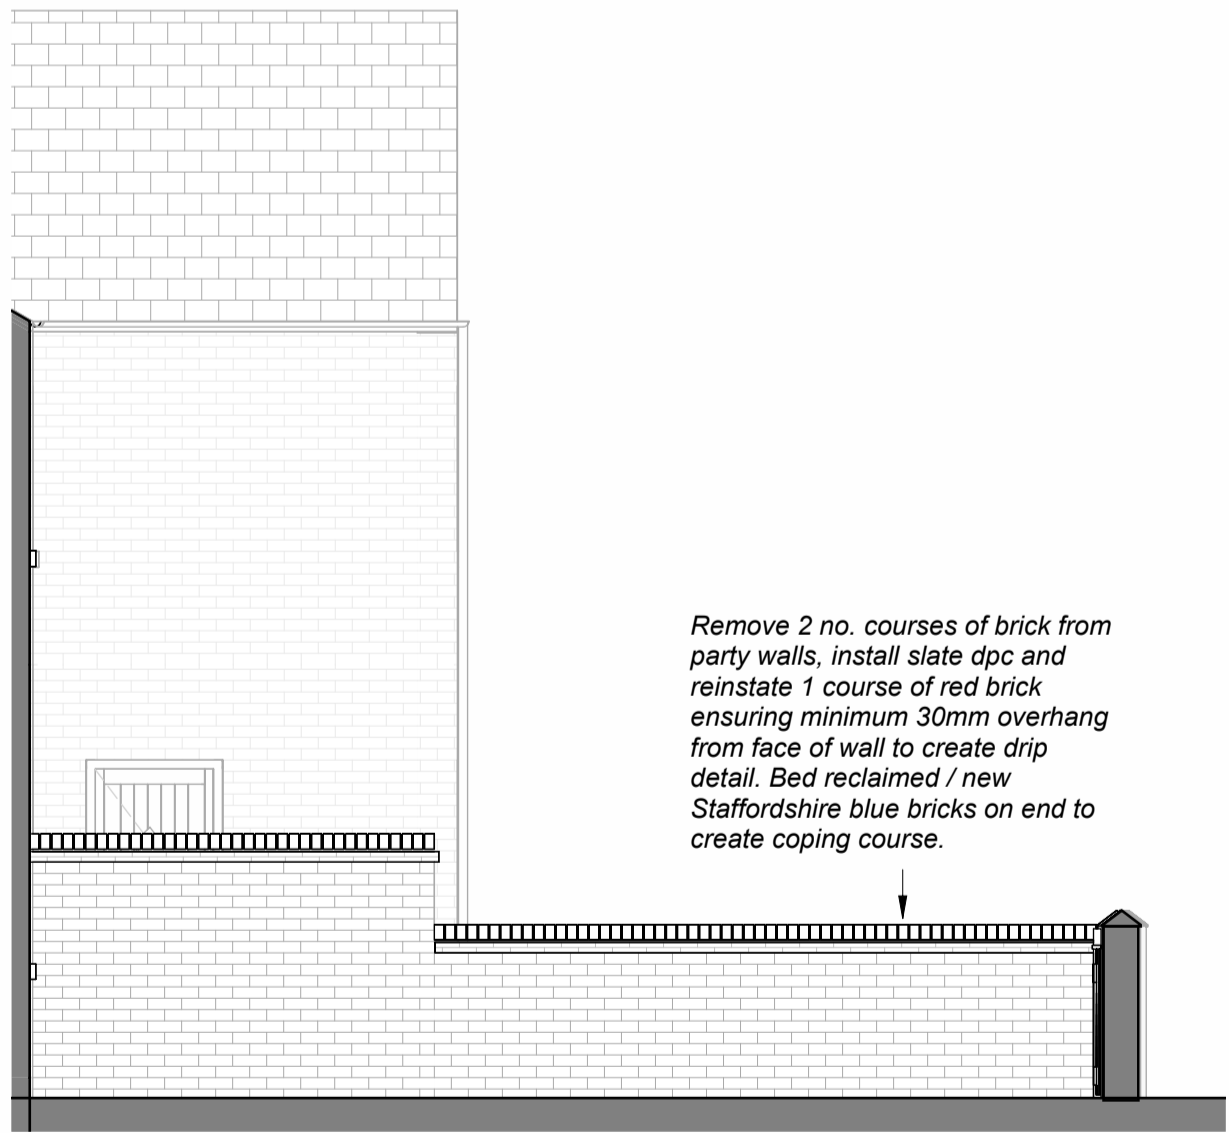 Remove 2 no. courses of brick from
party walls, install slate dpc and
reinstate 1 course of red brick
ensuring minimum 30mm overhang
from face of wall to create drip
detail. Bed reclaimed / new
Staffordshire blue bricks on end to
create coping course.